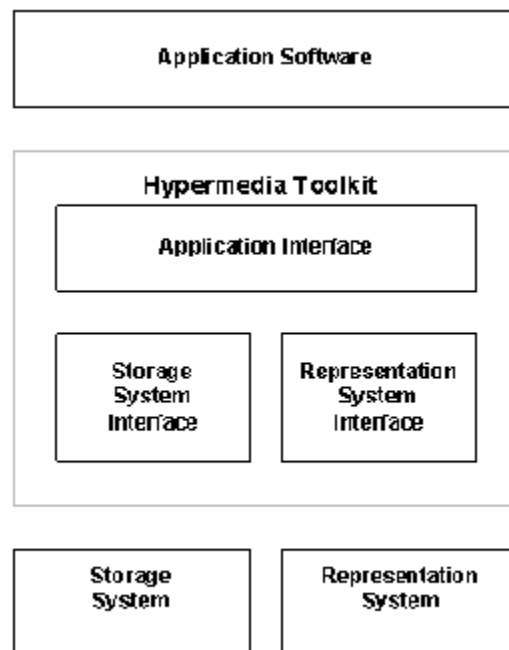 Application Software
Hypermedia Toolkit
Application Interface
Storage
System
Interface
Representation
System
Interface
Storage
System
Representation
System